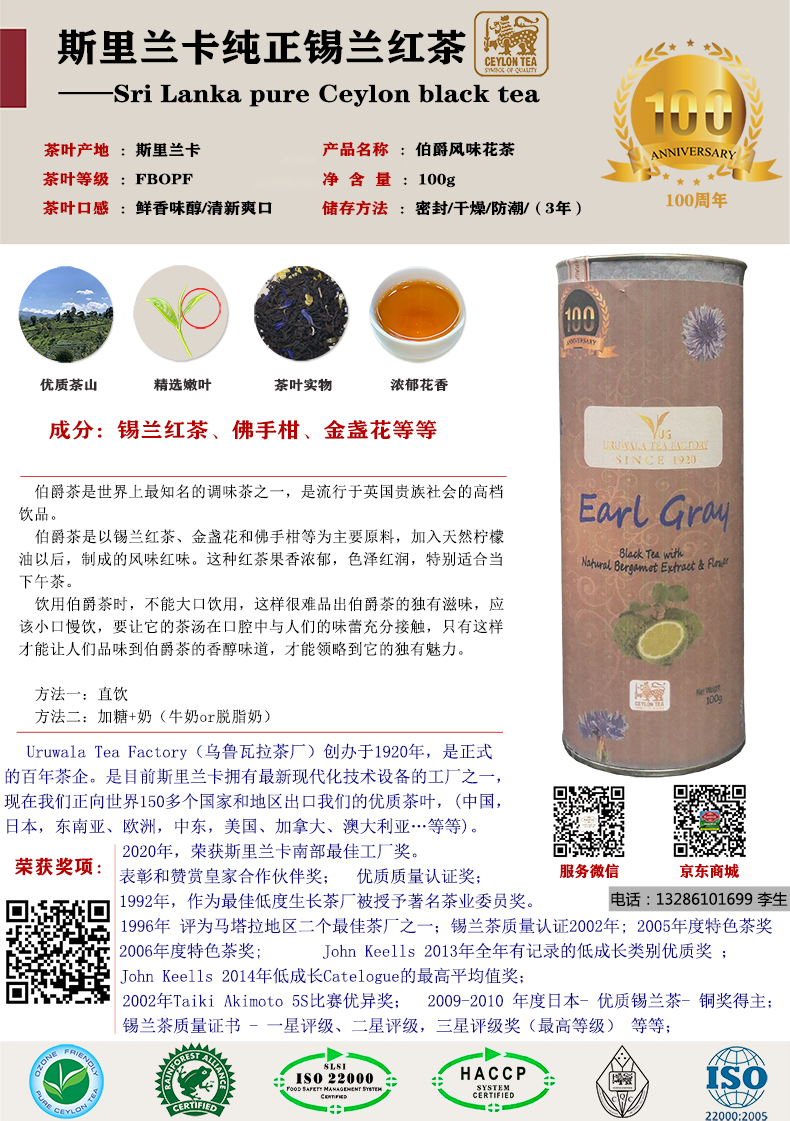 斯里兰卡纯正锡兰红茶
CEYLON TEA
SYMBOL OF QUALITY
——Sri Lanka pure Ceylon black tea
100
ANNIVERSARY
100周年
茶叶产地 : 斯里兰卡
产品名称 : 伯爵风味花茶
茶叶等级 : FBOPF
净 含 量 : 100g
茶叶口感 : 鲜香味醇/清新爽口
储存方法 : 密封/干燥/防潮/（3年）
优质茶山
精选嫩叶
茶叶实物
浓郁花香
成分：锡兰红茶、佛手柑、金盏花等等
伯爵茶是世界上最知名的调味茶之一，是流行于英国贵族社会的高档
饮品。
伯爵茶是以锡兰红茶、金盏花和佛手柑等为主要原料，加入天然柠檬
油以后，制成的风味红味。这种红茶果香浓郁，色泽红润，特别适合当
下午茶。
饮用伯爵茶时，不能大口饮用，这样很难品出伯爵茶的独有滋味，应
该小口慢饮，要让它的茶汤在口腔中与人们的味蕾充分接触，只有这样
才能让人们品味到伯爵茶的香醇味道，才能领略到它的独有魅力。
方法一：直饮
方法二：加糖+奶（牛奶or脱脂奶）
100
ANNIVERSARY
UJG
URUWALA TEA FACTORY
SINCE 1920
Earl Gray
Black Tea with
Natural Bergamot Extract & Flower
CEYLON TEA
Net Weight
100g
Uruwala Tea Factory（乌鲁瓦拉茶厂）创办于1920年，是正式
的百年茶企。是目前斯里兰卡拥有最新现代化技术设备的工厂之一，
现在我们正向世界150多个国家和地区出口我们的优质茶叶，(中国，
日本，东南亚、欧洲，中东，美国、加拿大、澳大利亚…等等)。
服务微信
京东商城
电话：13286101699 李生
荣获奖项：
2020年，荣获斯里兰卡南部最佳工厂奖。
表彰和赞赏皇家合作伙伴奖； 优质质量认证奖；
1992年，作为最佳低度生长茶厂被授予著名茶业委员奖。
1996年 评为马塔拉地区二个最佳茶厂之一；锡兰茶质量认证2002年；2005年度特色茶奖
2006年度特色茶奖； John Keells 2013年全年有记录的低成长类别优质奖 ；
John Keells 2014年低成长Catelogue的最高平均值奖；
2002年Taiki Akimoto 5S比赛优异奖； 2009-2010 年度日本- 优质锡兰茶- 铜奖得主；
锡兰茶质量证书 - 一星评级、二星评级，三星评级奖（最高等级） 等等；
OZONE FRIENDLY
PURE CEYLON TEA
RAINFOREST ALLIANCE
CERTIFIED
SLSI
ISO 22000
FOOD SAFETY MANAGEMENT SYSTEM
Certified
HACCP
SYSTEM
CERTIFIED
CQC
ISO
22000:2005